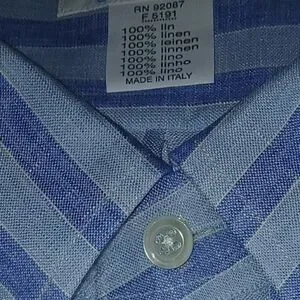 RN 92087
F 5191
100% lin
100% linen
100% leinen
100% linnen
100% lino
100% linho
100% lino
MADE IN ITALY